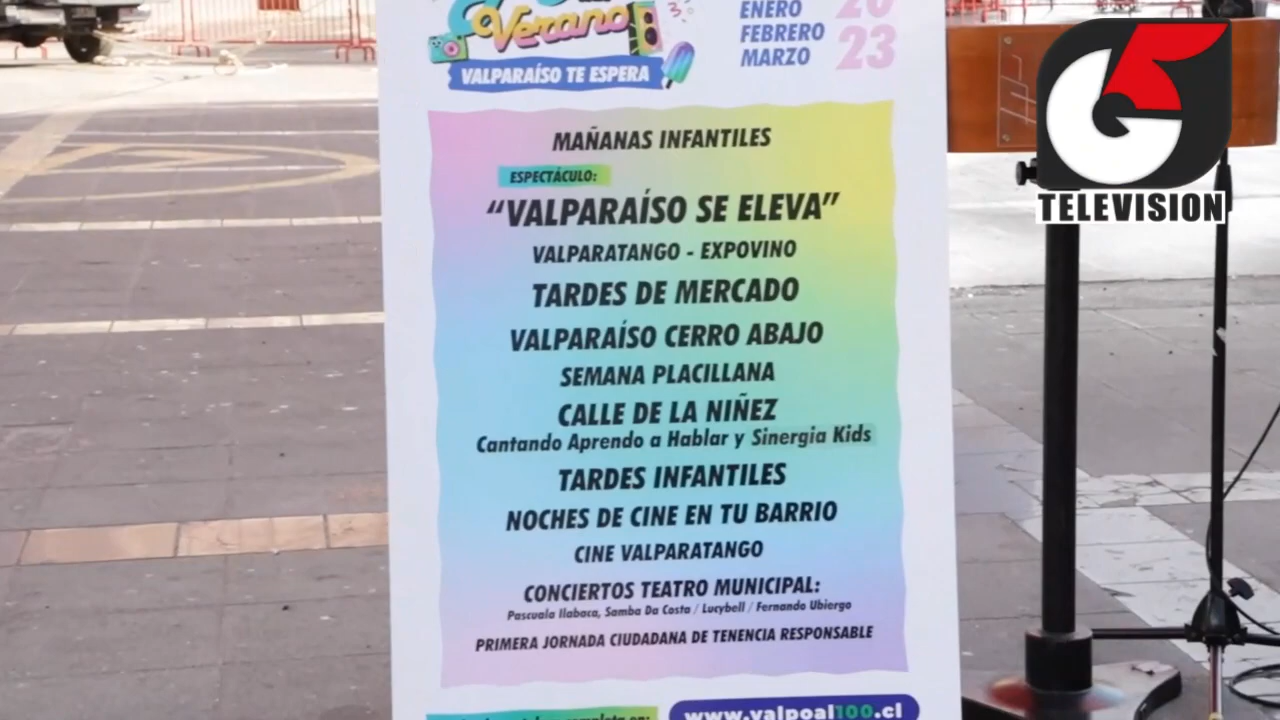 Verano
VALPARAÍSO TE ESPERA
ENERO
FEBRERO
MARZO
20
23
MAÑANAS INFANTILES
ESPECTÁCULO:
“VALPARAÍSO SE ELEVA”
VALPARATANGO - EXPOVINO
TARDES DE MERCADO
VALPARAÍSO CERRO ABAJO
SEMANA PLACILLANA
CALLE DE LA NIÑEZ
Cantando Aprendo a Hablar y Sinergia Kids
TARDES INFANTILES
NOCHES DE CINE EN TU BARRIO
CINE VALPARATANGO
CONCIERTOS TEATRO MUNICIPAL:
Pascuala Ilabaca, Samba Da Costa / Lucybell / Fernando Ubiergo
PRIMERA JORNADA CIUDADANA DE TENENCIA RESPONSABLE
www.valpoal100.cl
G5
TELEVISION